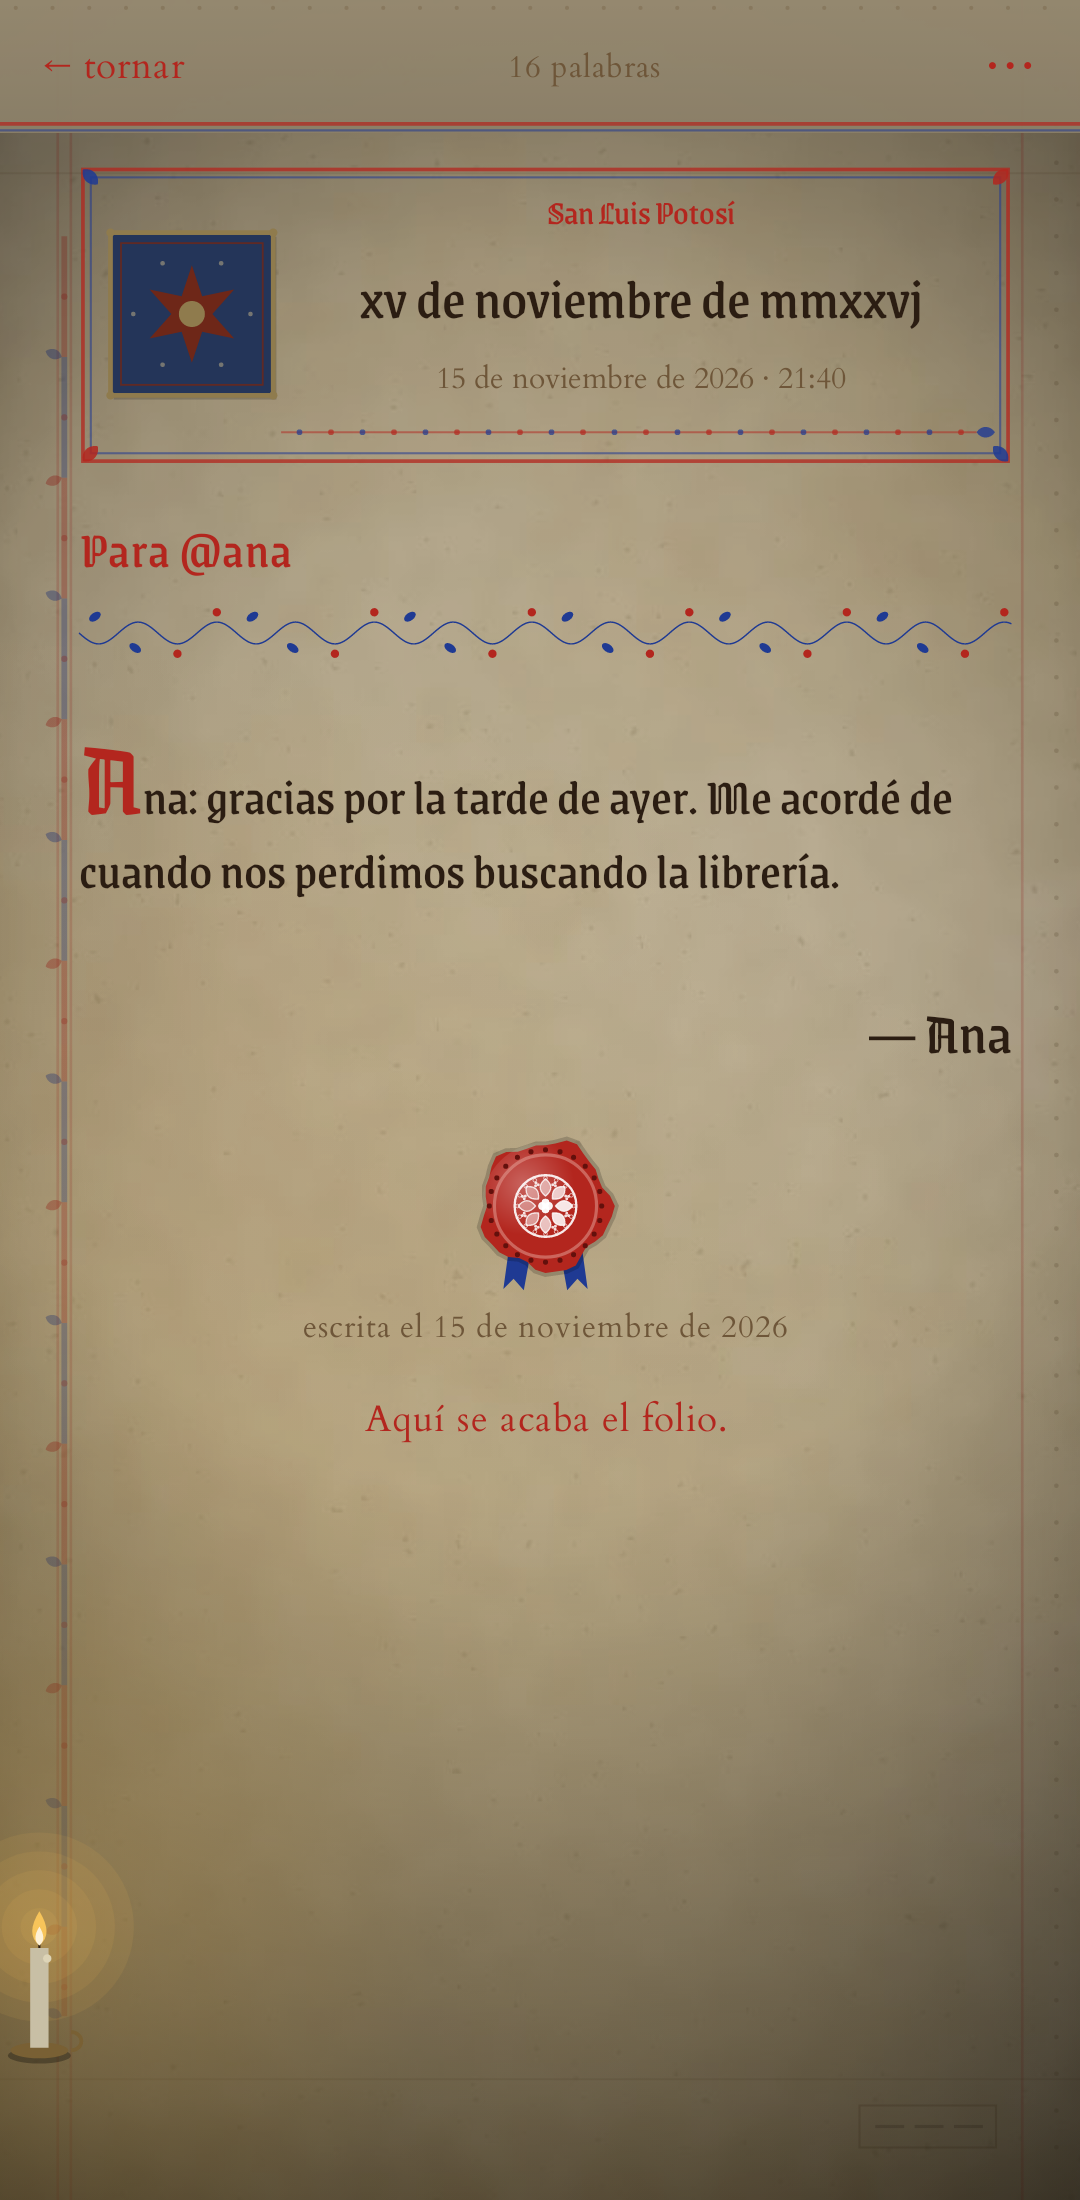 ← tornar
16 palabras
San Luis Potosí
xv de noviembre de mmxxvj
15 de noviembre de 2026 · 21:40
Para @ana
Ana: gracias por la tarde de ayer. Me acordé de
cuando nos perdimos buscando la librería.
— Ana
escrita el 15 de noviembre de 2026
Aquí se acaba el folio.